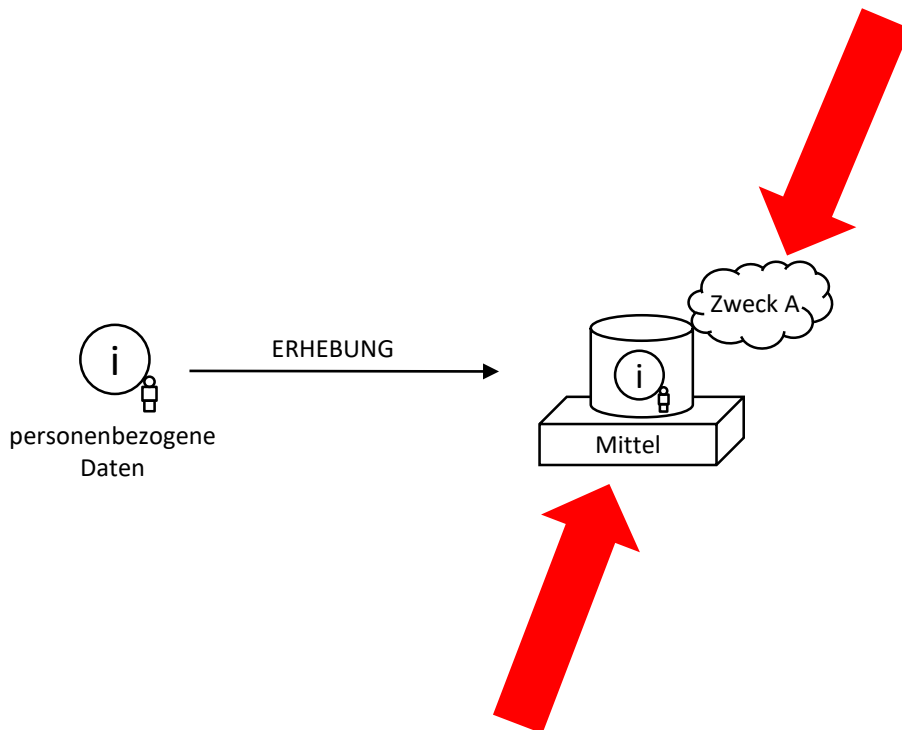 Zweck A
ERHEBUNG
i
i
personenbezogene
Daten
Mittel